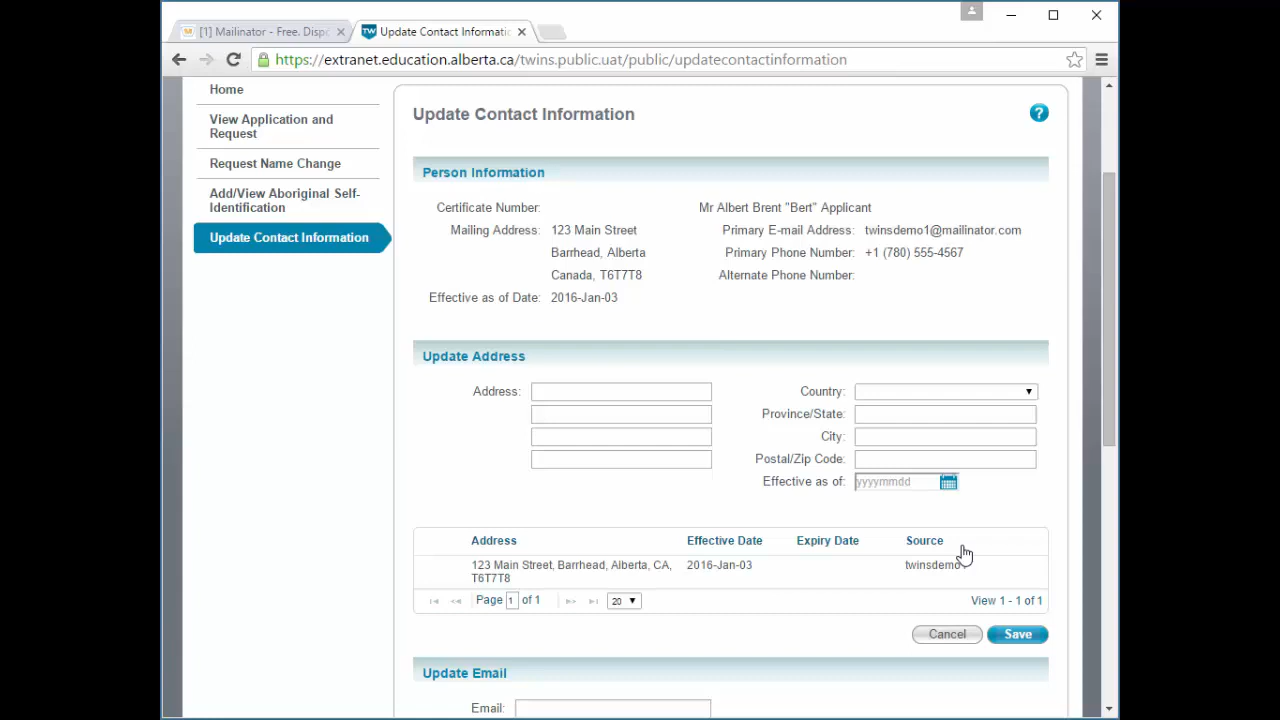 [1] Mailinator - Free. Disp
TW Update Contact Informati
https://extranet.education.alberta.ca/twins.public.uat/public/updatecontactinformation
Home
View Application and
Request
Request Name Change
Add/View Aboriginal Self-
Identification
Update Contact Information
Update Contact Information
?
Person Information
Certificate Number:
Mr Albert Brent "Bert" Applicant
Mailing Address: 123 Main Street
Primary E-mail Address: twinsdemo1@mailinator.com
Barrhead, Alberta
Primary Phone Number: +1 (780) 555-4567
Canada, T6T7T8
Alternate Phone Number:
Effective as of Date: 2016-Jan-03
Update Address
Address:
Country:
Province/State:
City:
Postal/Zip Code:
Effective as of: yyyymmdd
Address Effective Date Expiry Date Source
123 Main Street, Barrhead, Alberta, CA, 2016-Jan-03 twinsdemo
T6T7T8
Page 1 of 1 20 View 1 - 1 of 1
Cancel Save
Update Email
Email: